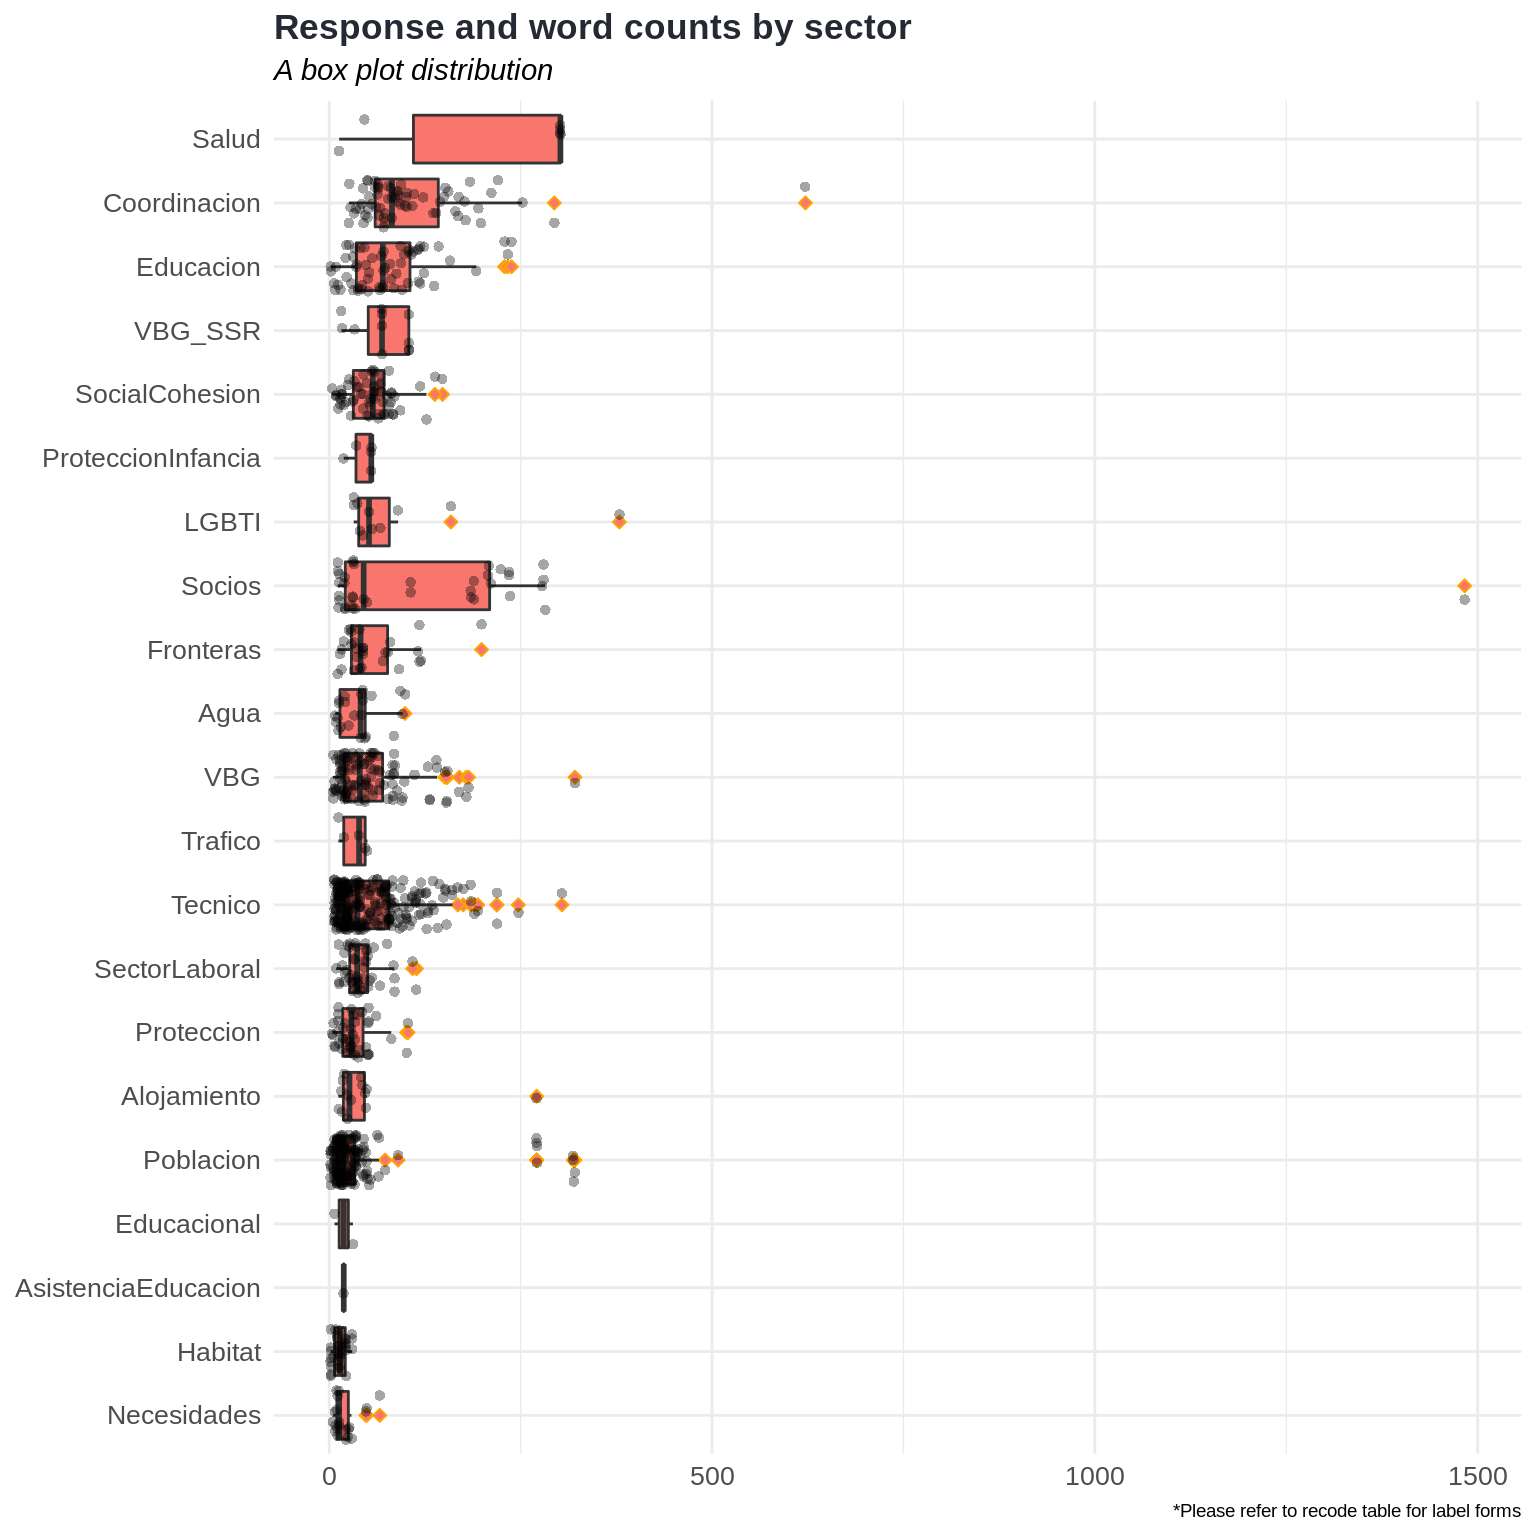 Response and word counts by sector
A box plot distribution
Salud
Coordinacion
Educacion
VBG_SSR
SocialCohesion
ProteccionInfancia
LGBTI
Socios
Fronteras
Agua
VBG
Trafico
Tecnico
SectorLaboral
Proteccion
Alojamiento
Poblacion
Educacional
AsistenciaEducacion
Habitat
Necesidades
0 500 1000 1500
*Please refer to recode table for label forms